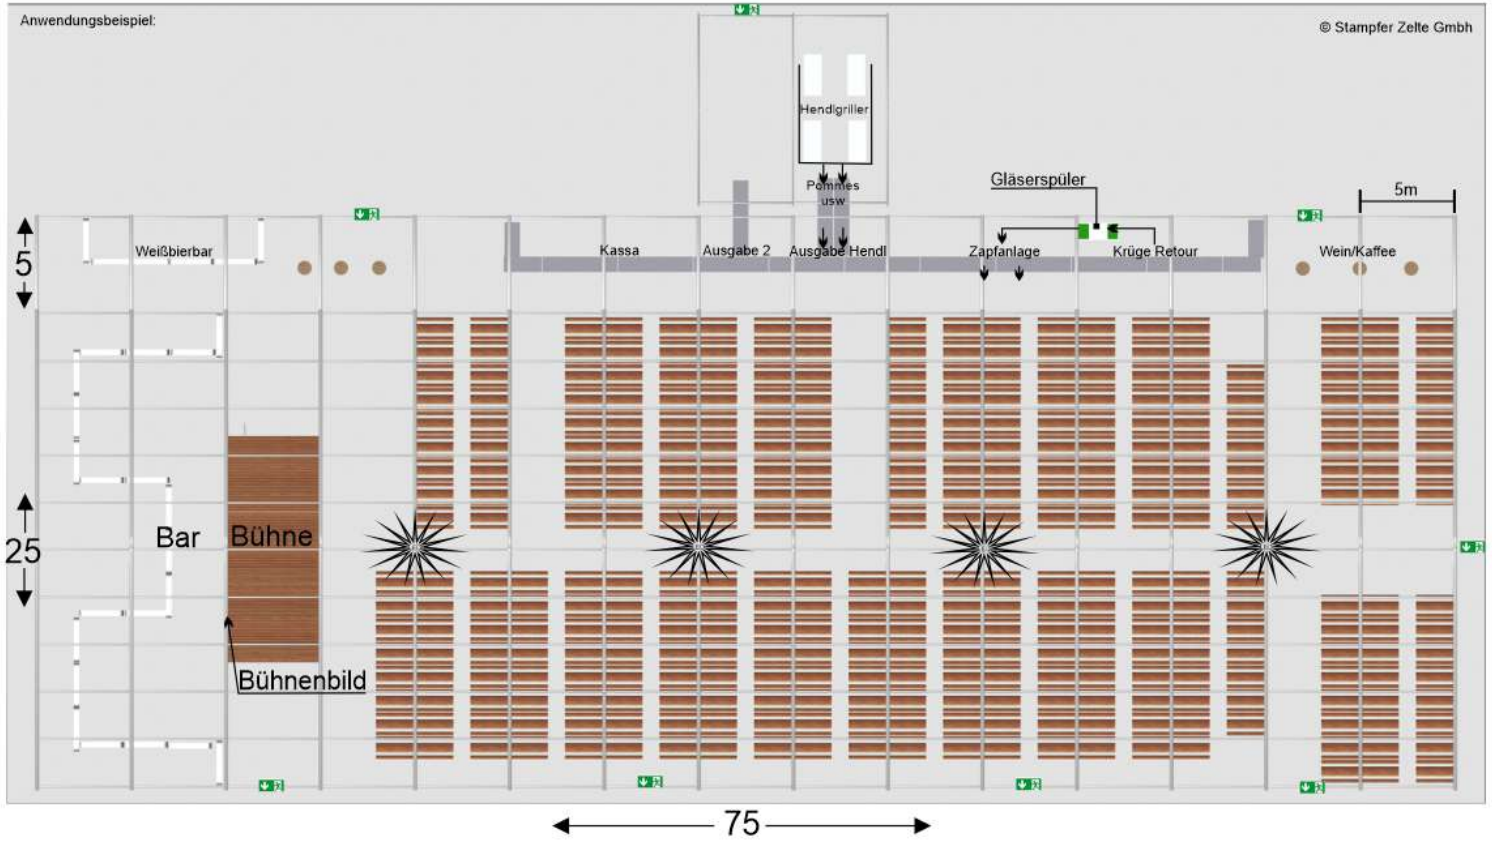 Anwendungsbeispiel:
© Stampfer Zelte Gmbh
Hendlgriller
Pommes
usw
Gläserspüler
5m
5
Weißbierbar
Kassa
Ausgabe 2
Ausgabe Hendl
Zapfanlage
Krüge Retour
Wein/Kaffee
25
Bar
Bühne
Bühnenbild
75